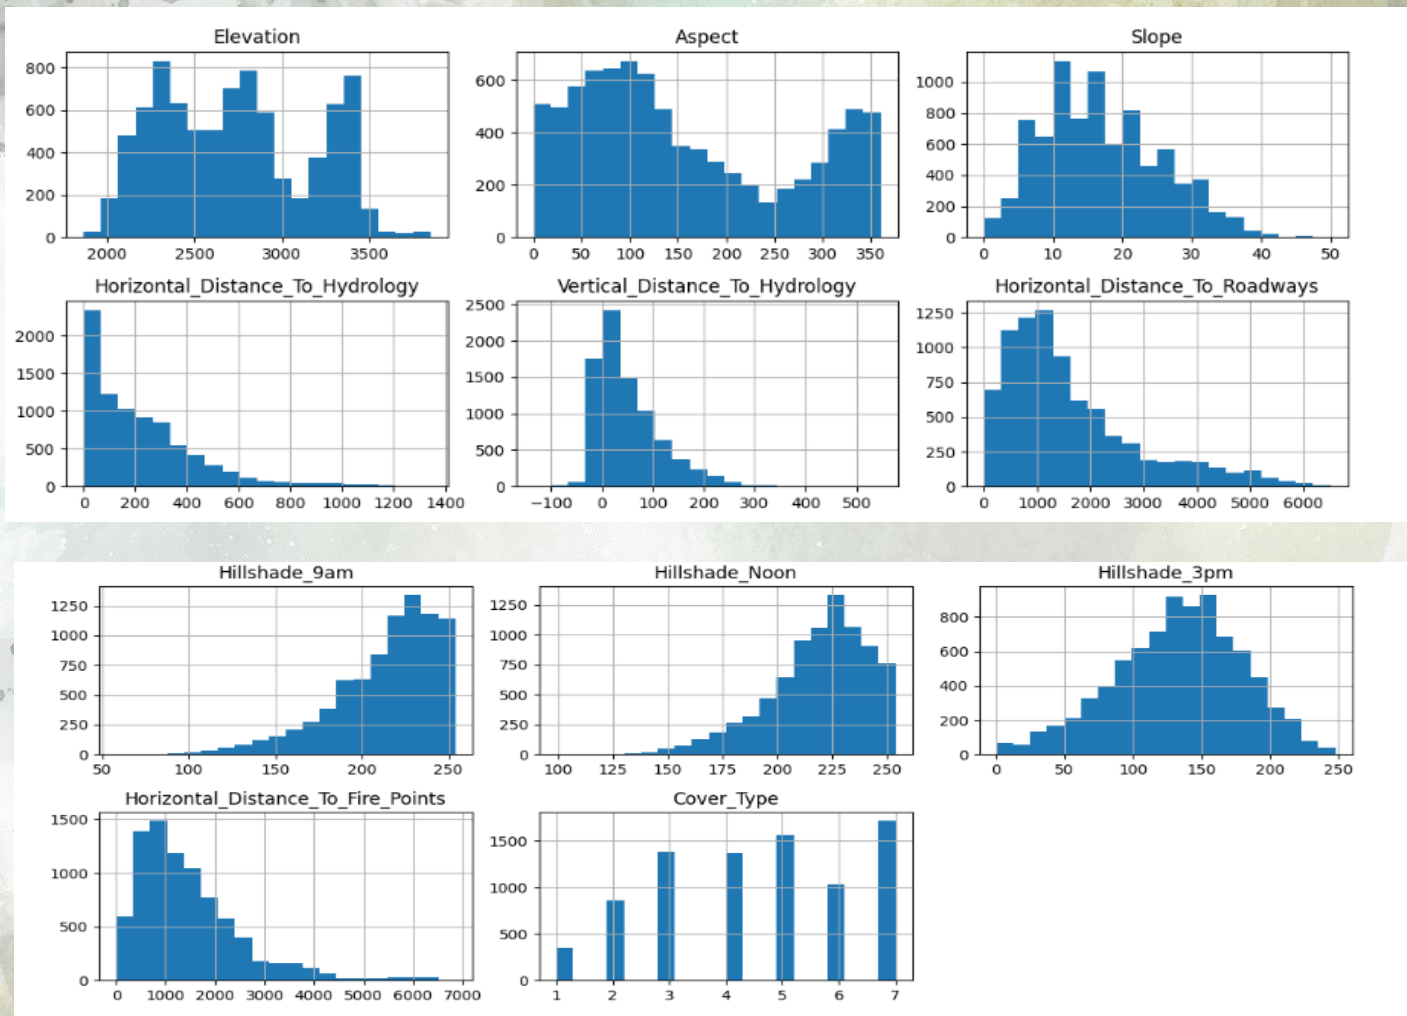 Elevation Aspect Slope
800 600 400 200 0
2000 2500 3000 3500
600 400 200 0
0 50 100 150 200 250 300 350
1000 800 600 400 200 0
0 10 20 30 40 50
Horizontal_Distance_To_Hydrology Vertical_Distance_To_Hydrology Horizontal_Distance_To_Roadways
2000 1500 1000 500 0
0 200 400 600 800 1000 1200 1400
2500 2000 1500 1000 500 0
−100 0 100 200 300 400 500
1250 1000 750 500 250 0
0 1000 2000 3000 4000 5000 6000
Hillshade_9am Hillshade_Noon Hillshade_3pm
1250 1000 750 500 250 0
50 100 150 200 250
1250 1000 750 500 250 0
100 125 150 175 200 225 250
800 600 400 200 0
0 50 100 150 200 250
Horizontal_Distance_To_Fire_Points Cover_Type
1500 1000 500 0
0 1000 2000 3000 4000 5000 6000 7000
1500 1000 500 0
1 2 3 4 5 6 7